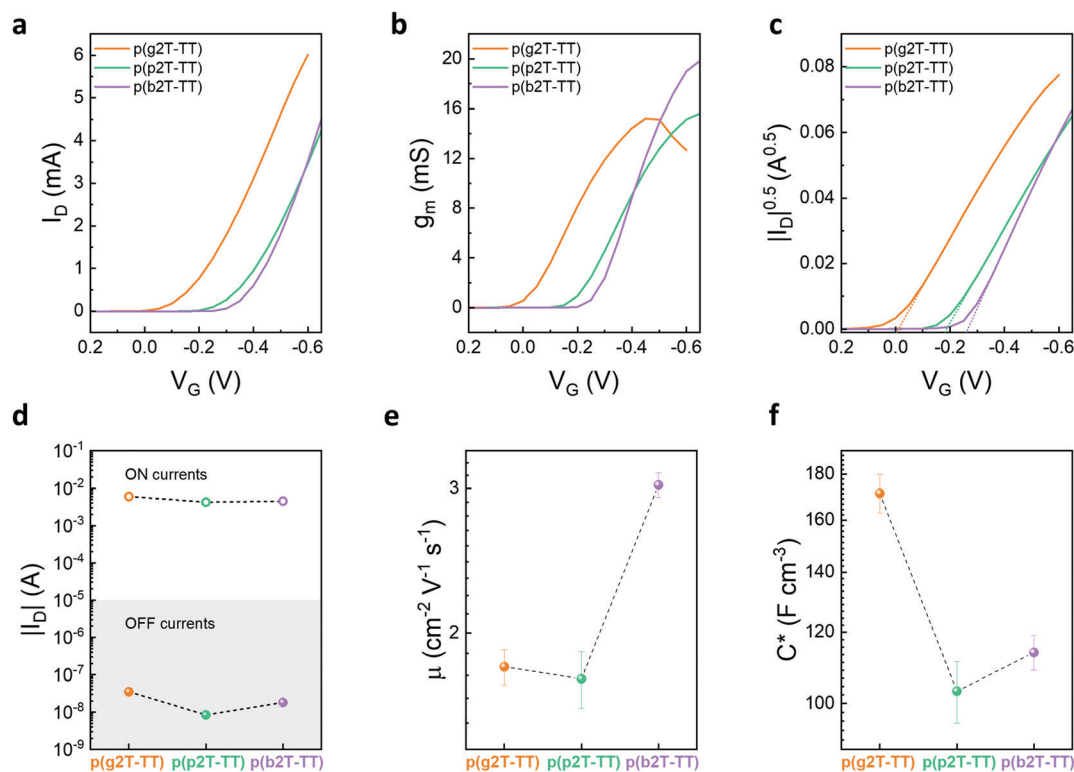 a
p(g2T-TT)
p(p2T-TT)
p(b2T-TT)
6
5
4
3
2
1
0
I_D (mA)
0.2 0.0 -0.2 -0.4 -0.6
V_G (V)
b
p(g2T-TT)
p(p2T-TT)
p(b2T-TT)
20
16
12
8
4
0
g_m (mS)
0.2 0.0 -0.2 -0.4 -0.6
V_G (V)
c
p(g2T-TT)
p(p2T-TT)
p(b2T-TT)
0.08
0.06
0.04
0.02
0.00
|I_D|^0.5 (A^0.5)
0.2 0.0 -0.2 -0.4 -0.6
V_G (V)
d
10^-1
10^-2
10^-3
10^-4
10^-5
10^-6
10^-7
10^-8
10^-9
|I_D| (A)
ON currents
OFF currents
p(g2T-TT) p(p2T-TT) p(b2T-TT)
e
3
2
μ (cm^-2 V^-1 s^-1)
p(g2T-TT) p(p2T-TT) p(b2T-TT)
f
180
160
140
120
100
C* (F cm^-3)
p(g2T-TT) p(p2T-TT) p(b2T-TT)